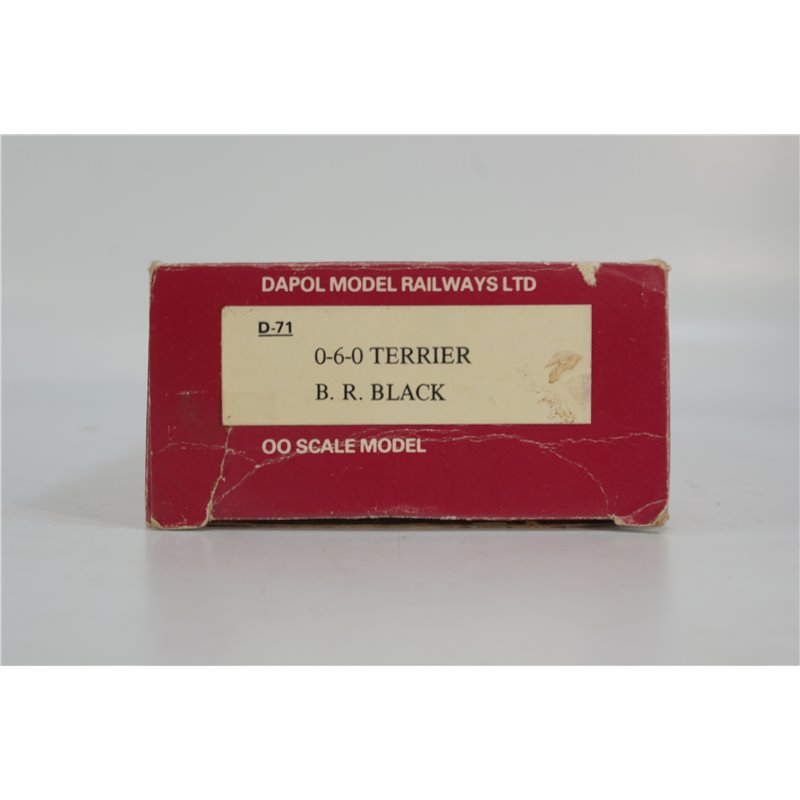 DAPOL MODEL RAILWAYS LTD
D-71
0-6-0 TERRIER
B. R. BLACK
OO SCALE MODEL